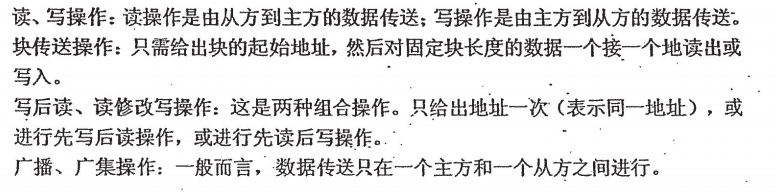 读、写操作：读操作是由从方到主方的数据传送；写操作是由主方到从方的数据传送。
块传送操作：只需给出块的起始地址，然后对固定块长度的数据一个接一个地读出或
写入。
写后读、读修改写操作：这是两种组合操作。只给出地址一次（表示同一地址），或
进行先写后读操作，或进行先读后写操作。
广播、广集操作：一般而言，数据传送只在一个主方和一个从方之间进行。